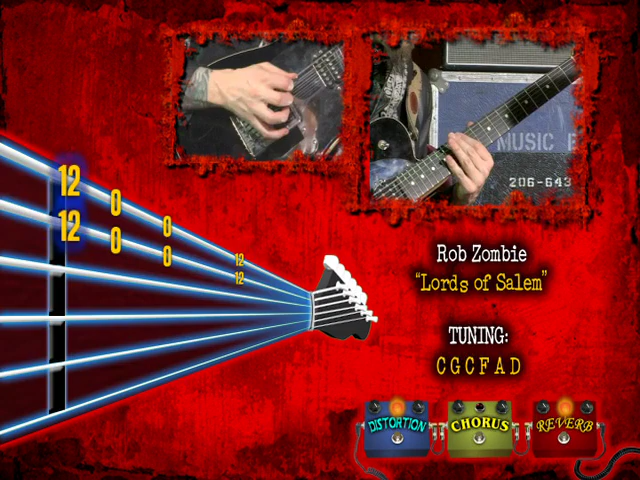 MUSIC
206-643
12 0 0 12
12 0 0 12
Rob Zombie
“Lords of Salem”
TUNING:
C G C F A D
DISTORTION CHORUS REVERB